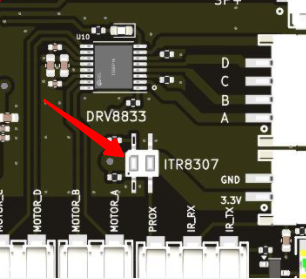 U10
D
C
B
A
DRV8833
ITR8307
GND
3.3V
MOTOR_D
MOTOR_B
MOTOR_A
PROX
IR_RX
IR_TX